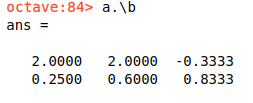 octave:84> a.\b
ans =
2.0000 2.0000 -0.3333
0.2500 0.6000 0.8333